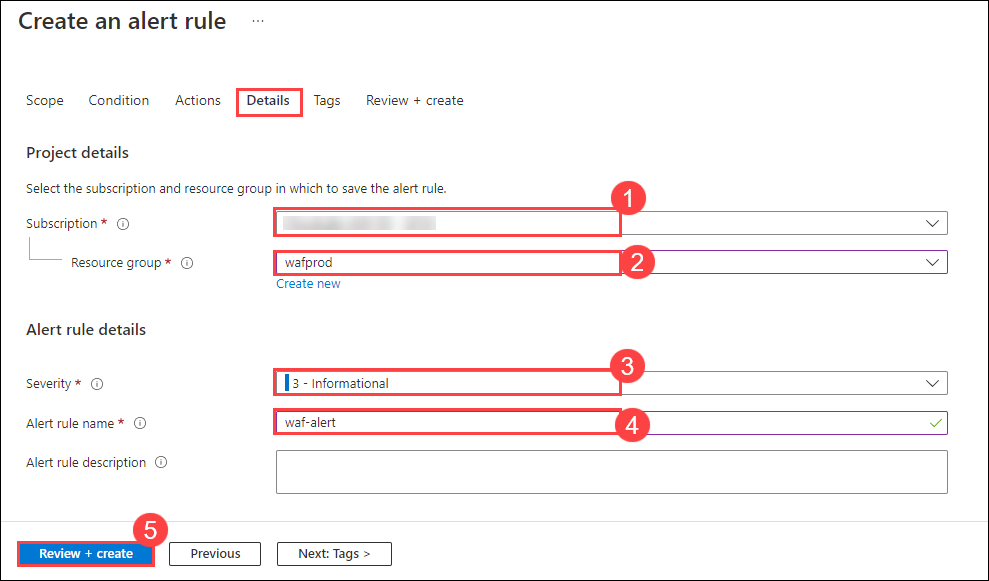 Create an alert rule ...
Scope Condition Actions Details Tags Review + create
Project details
Select the subscription and resource group in which to save the alert rule.
1
Subscription *
Resource group * wafprod 2
Create new
Alert rule details
3
Severity * 3 - Informational
Alert rule name * waf-alert 4
Alert rule description
5
Review + create Previous Next: Tags >